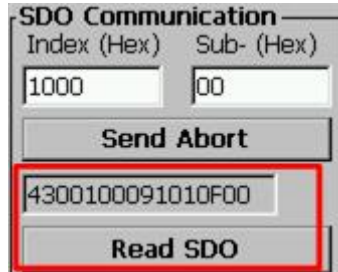 SDO Communication
Index (Hex) Sub- (Hex)
1000 00
Send Abort
4300100091010F00
Read SDO